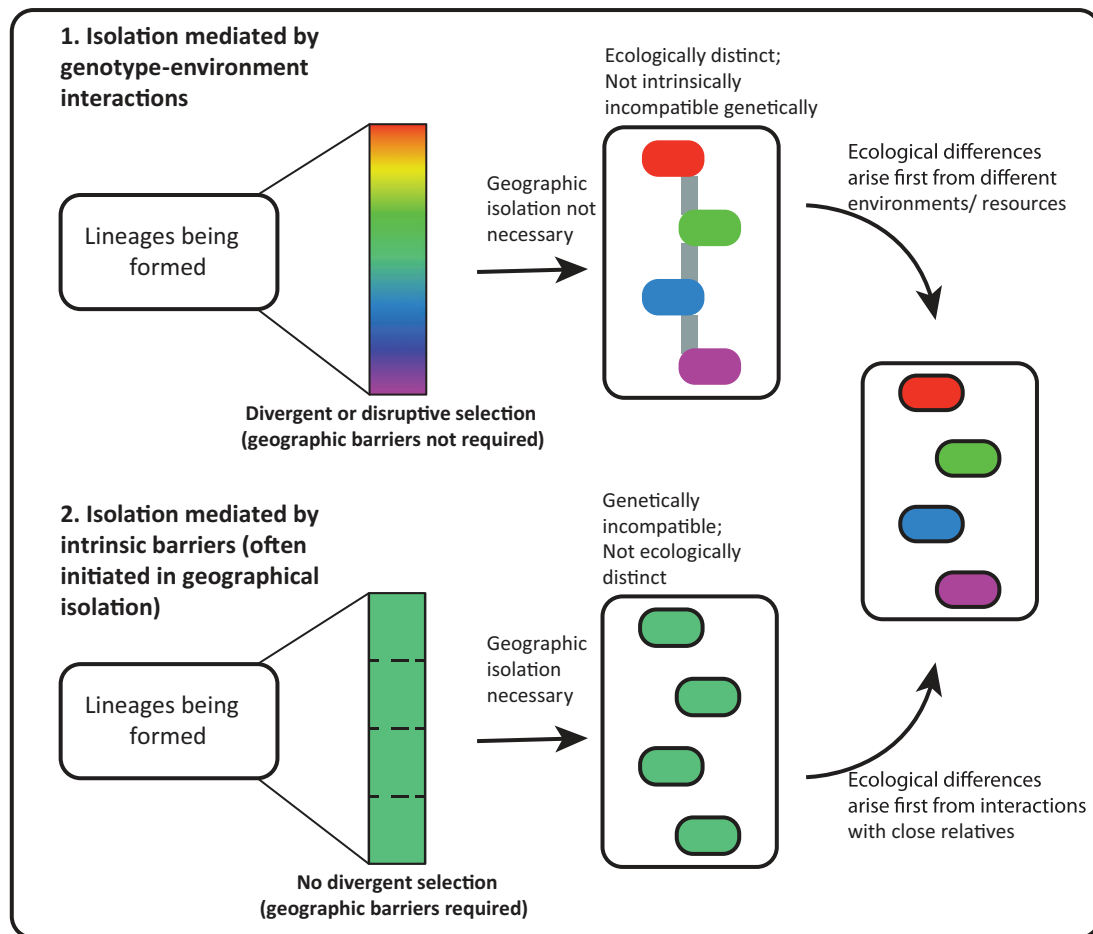 1. Isolation mediated by
genotype-environment
interactions
Lineages being
formed
Divergent or disruptive selection
(geographic barriers not required)
Geographic
isolation not
necessary
Ecologically distinct;
Not intrinsically
incompatible genetically
Ecological differences
arise first from different
environments/ resources
2. Isolation mediated by
intrinsic barriers (often
initiated in geographical
isolation)
Lineages being
formed
No divergent selection
(geographic barriers required)
Geographic
isolation
necessary
Genetically
incompatible;
Not ecologically
distinct
Ecological differences
arise first from interactions
with close relatives